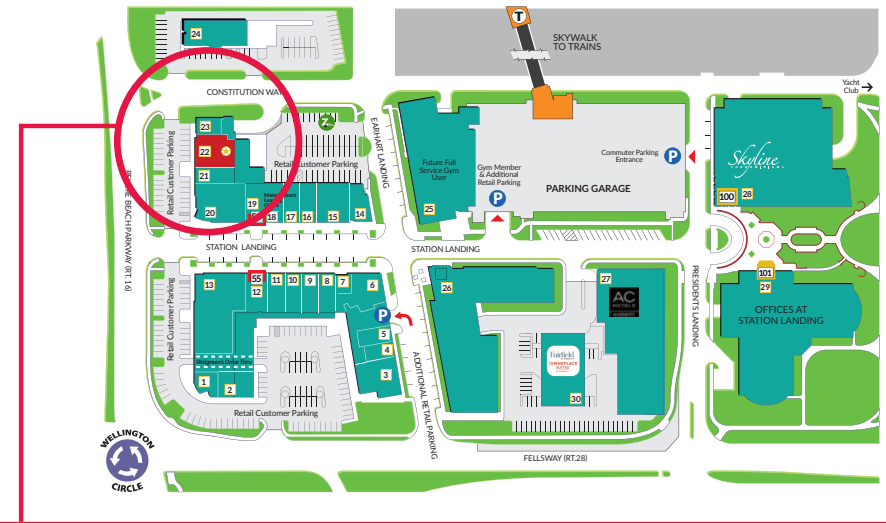 24
T
SKYWALK
TO TRAINS
Yacht
Club
CONSTITUTION WAY
Z
23
22
21
20
19
18
17
16
15
14
Retail Customer Parking
Retail Customer Parking
EARHART LANDING
Future Full
Service Gym
User
25
Gym Member
& Additional
Retail Parking
P
Commuter Parking
Entrance
P
PARKING GARAGE
Skyline
100
28
BEACH PARKWAY (RT. 16)
STATION LANDING
STATION LANDING
13
55
12
11
10
9
8
7
6
P
5
4
3
Retail Customer Parking
Walgreen's Drive Thru
1
2
Retail Customer Parking
ADDITIONAL RETAIL PARKING
26
27
AC
HOTELS
MARRIOTT
Fairfield
TOWNEPLACE
SUITES
30
PRESIDENTS LANDING
101
29
OFFICES AT
STATION LANDING
FELLSWAY (RT.28)
WELLINGTON
CIRCLE